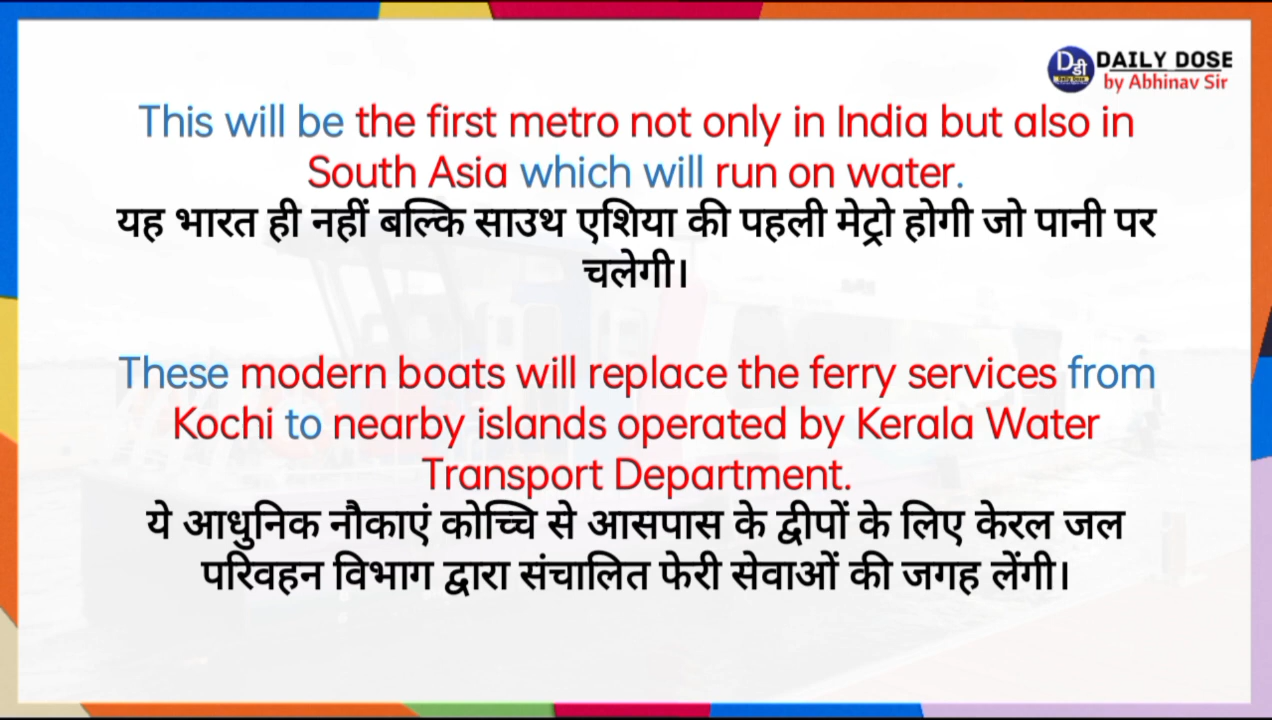 DAILY DOSE
by Abhinav Sir
This will be the first metro not only in India but also in
South Asia which will run on water.
यह भारत ही नहीं बल्कि साउथ एशिया की पहली मेट्रो होगी जो पानी पर
चलेगी।
These modern boats will replace the ferry services from
Kochi to nearby islands operated by Kerala Water
Transport Department.
ये आधुनिक नौकाएं कोच्चि से आसपास के द्वीपों के लिए केरल जल
परिवहन विभाग द्वारा संचालित फेरी सेवाओं की जगह लेंगी।